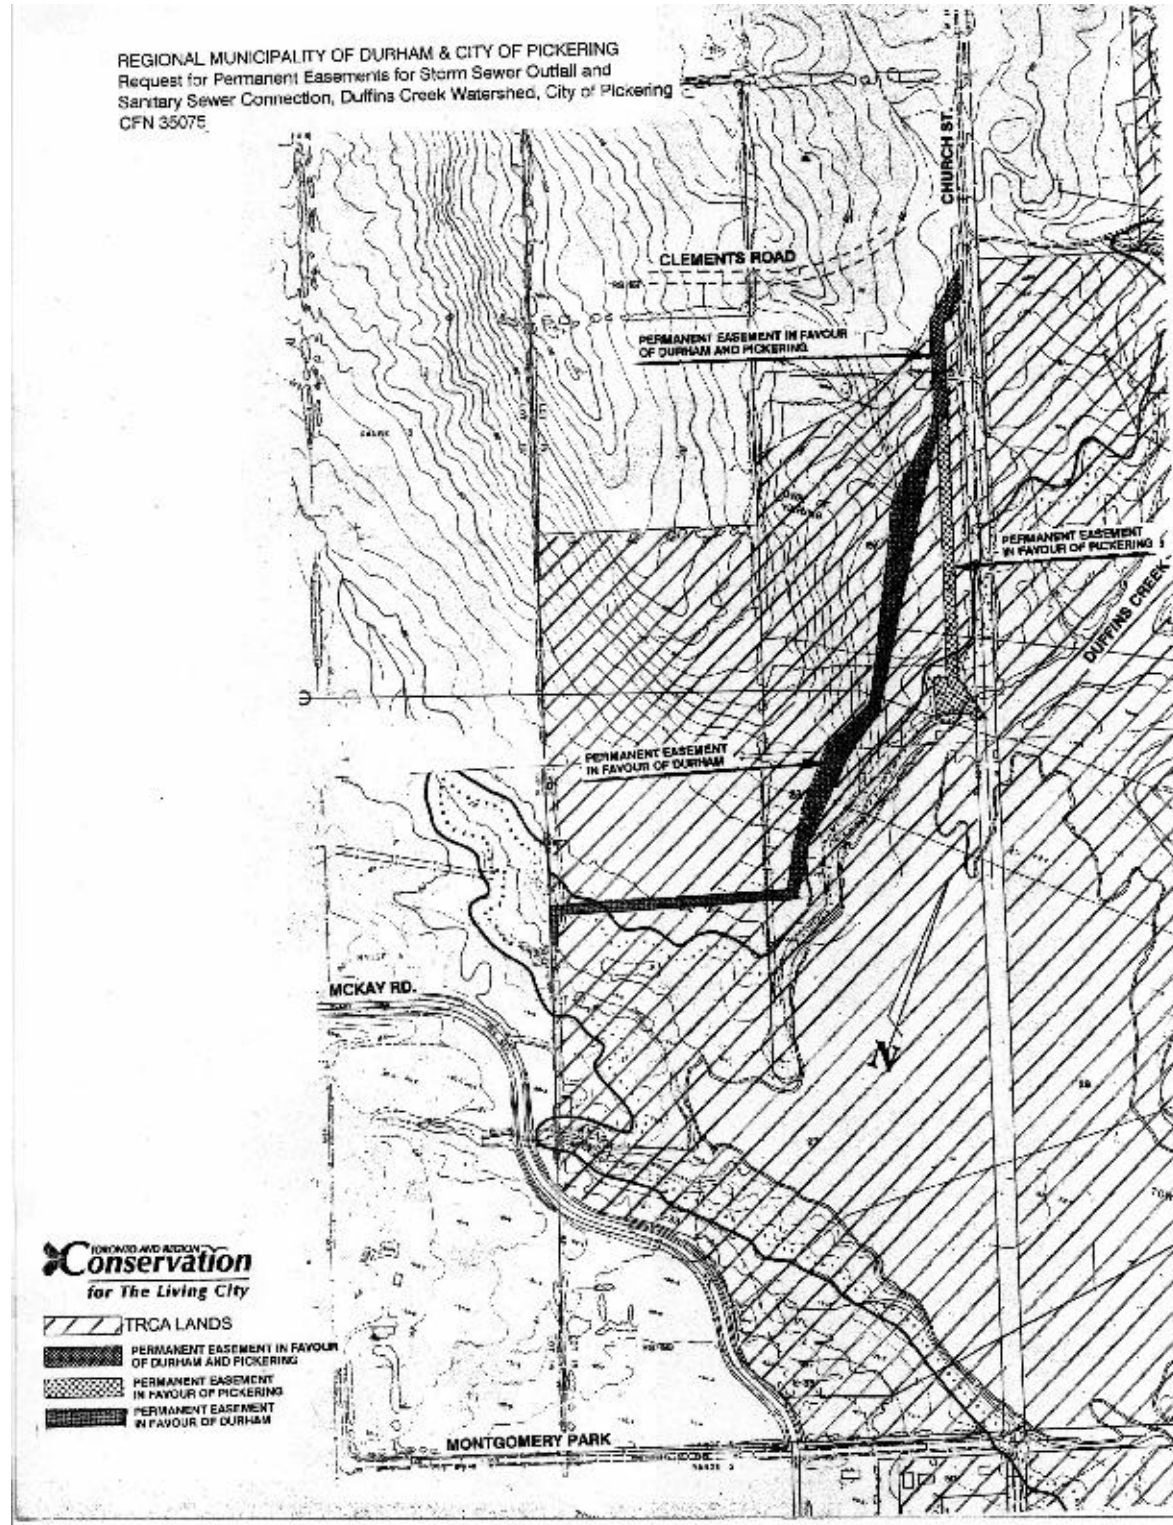 REGIONAL MUNICIPALITY OF DURHAM & CITY OF PICKERING
Request for Permanent Easements for Storm Sewer Outfall and
Sanitary Sewer Connection, Duffins Creek Watershed, City of Pickering
CFN 35075
CHURCH ST.
CLEMENTS ROAD
PERMANENT EASEMENT IN FAVOUR
OF DURHAM AND PICKERING
PERMANENT EASEMENT
IN FAVOUR OF PICKERING
DUFFINS CREEK
PERMANENT EASEMENT
IN FAVOUR OF DURHAM
MCKAY RD.
N
TORONTO AND REGION
Conservation
for The Living City
TRCA LANDS
PERMANENT EASEMENT IN FAVOUR
OF DURHAM AND PICKERING
PERMANENT EASEMENT
IN FAVOUR OF PICKERING
PERMANENT EASEMENT
IN FAVOUR OF DURHAM
MONTGOMERY PARK